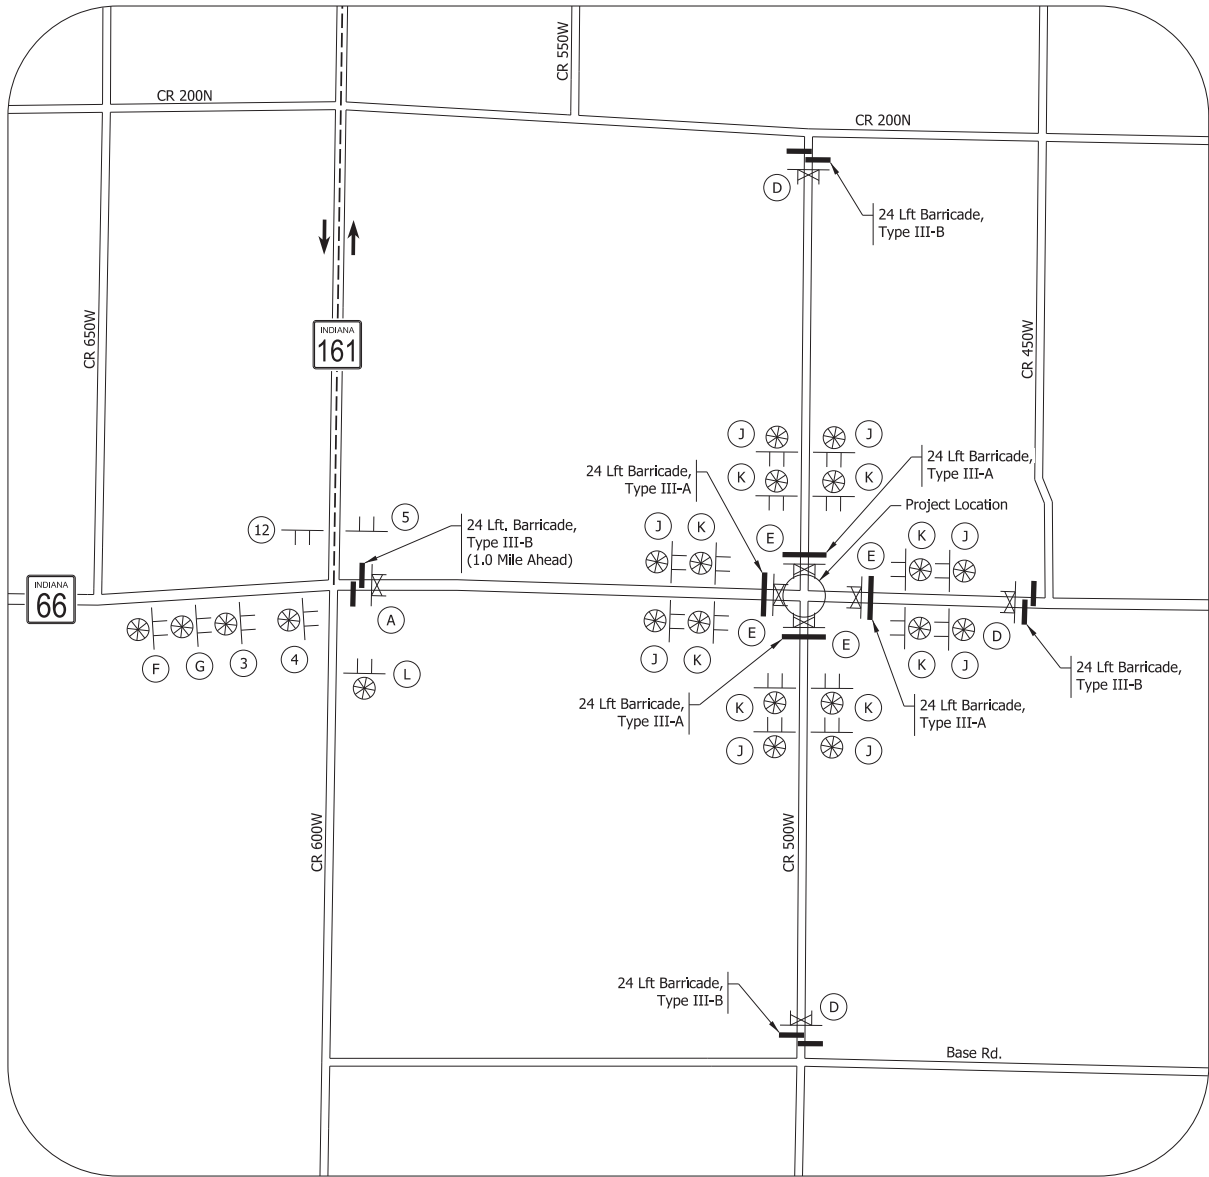 CR 550W
CR 200N
CR 200N
D
24 Lft Barricade,
Type III-B
CR 650W
INDIANA
161
CR 450W
J
J
K
K
24 Lft Barricade,
Type III-A
24 Lft Barricade,
Type III-A
Project Location
12
5
24 Lft. Barricade,
Type III-B
(1.0 Mile Ahead)
J
K
E
E
K
J
INDIANA
66
A
F
G
3
4
L
J
K
E
E
K
J
D
24 Lft Barricade,
Type III-B
24 Lft Barricade,
Type III-A
24 Lft Barricade,
Type III-A
K
K
J
J
CR 600W
CR 500W
24 Lft Barricade,
Type III-B
D
Base Rd.